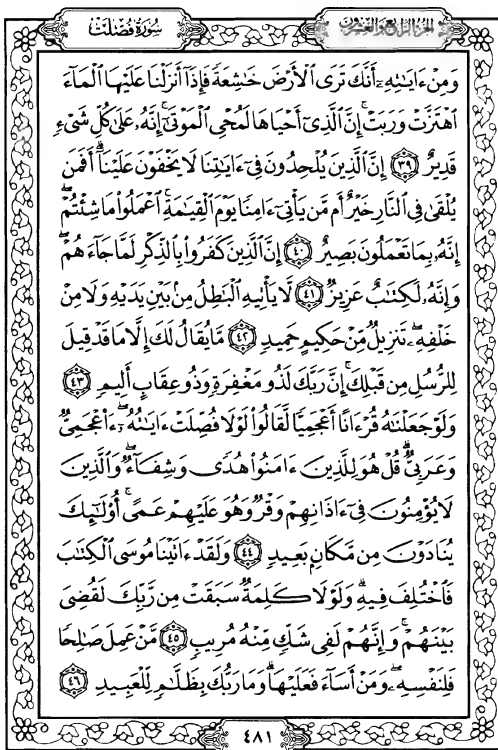 سُورَةُ فُصِّلَتْ
الجزء الرابع والعشرون
وَمِنْ ءَايَٰتِهِۦٓ أَنَّكَ تَرَى ٱلْأَرْضَ خَٰشِعَةً فَإِذَآ أَنزَلْنَا عَلَيْهَا ٱلْمَآءَ
ٱهْتَزَّتْ وَرَبَتْ ۚ إِنَّ ٱلَّذِىٓ أَحْيَاهَا لَمُحْىِ ٱلْمَوْتَىٰٓ ۚ إِنَّهُۥ عَلَىٰ كُلِّ شَىْءٍ
قَدِيرٌ ٣٩ إِنَّ ٱلَّذِينَ يُلْحِدُونَ فِىٓ ءَايَٰتِنَا لَا يَخْفَوْنَ عَلَيْنَآ ۗ أَفَمَن
يُلْقَىٰ فِى ٱلنَّارِ خَيْرٌ أَم مَّن يَأْتِىٓ ءَامِنًا يَوْمَ ٱلْقِيَٰمَةِ ۚ ٱعْمَلُوا۟ مَا شِئْتُمْ ۖ
إِنَّهُۥ بِمَا تَعْمَلُونَ بَصِيرٌ ٤٠ إِنَّ ٱلَّذِينَ كَفَرُوا۟ بِٱلذِّكْرِ لَمَّا جَآءَهُمْ ۖ
وَإِنَّهُۥ لَكِتَٰبٌ عَزِيزٌ ٤١ لَّا يَأْتِيهِ ٱلْبَٰطِلُ مِنۢ بَيْنِ يَدَيْهِ وَلَا مِنْ
خَلْفِهِۦ ۖ تَنزِيلٌ مِّنْ حَكِيمٍ حَمِيدٍ ٤٢ مَّا يُقَالُ لَكَ إِلَّا مَا قَدْ قِيلَ
لِلرُّسُلِ مِن قَبْلِكَ ۚ إِنَّ رَبَّكَ لَذُو مَغْفِرَةٍ وَذُو عِقَابٍ أَلِيمٍ ٤٣
وَلَوْ جَعَلْنَٰهُ قُرْءَانًا أَعْجَمِيًّا لَّقَالُوا۟ لَوْلَا فُصِّلَتْ ءَايَٰتُهُۥٓ ۖ ءَا۬عْجَمِىٌّ
وَعَرَبِىٌّ ۗ قُلْ هُوَ لِلَّذِينَ ءَامَنُوا۟ هُدًى وَشِفَآءٌ ۖ وَٱلَّذِينَ
لَا يُؤْمِنُونَ فِىٓ ءَاذَانِهِمْ وَقْرٌ وَهُوَ عَلَيْهِمْ عَمًى ۚ أُو۟لَٰٓئِكَ
يُنَادَوْنَ مِن مَّكَانٍۭ بَعِيدٍ ٤٤ وَلَقَدْ ءَاتَيْنَا مُوسَى ٱلْكِتَٰبَ
فَٱخْتُلِفَ فِيهِ ۗ وَلَوْلَا كَلِمَةٌ سَبَقَتْ مِن رَّبِّكَ لَقُضِىَ
بَيْنَهُمْ ۚ وَإِنَّهُمْ لَفِى شَكٍّ مِّنْهُ مُرِيبٍ ٤٥ مَّنْ عَمِلَ صَٰلِحًا
فَلِنَفْسِهِۦ ۖ وَمَنْ أَسَآءَ فَعَلَيْهَا ۗ وَمَا رَبُّكَ بِظَلَّٰمٍ لِّلْعَبِيدِ ٤٦
٤٨١